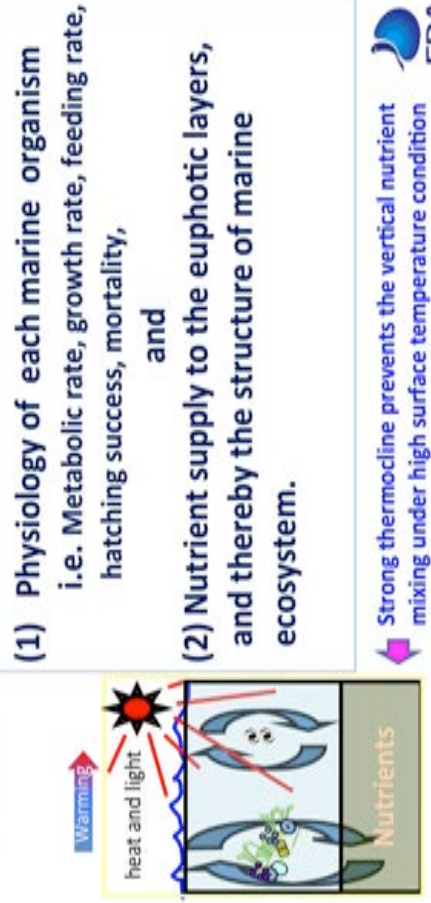 (1) Physiology of each marine organism
i.e. Metabolic rate, growth rate, feeding rate,
hatching success, mortality,
and
(2) Nutrient supply to the euphotic layers,
and thereby the structure of marine
ecosystem.
Warming
heat and light
Nutrients
Strong thermocline prevents the vertical nutrient
mixing under high surface temperature condition